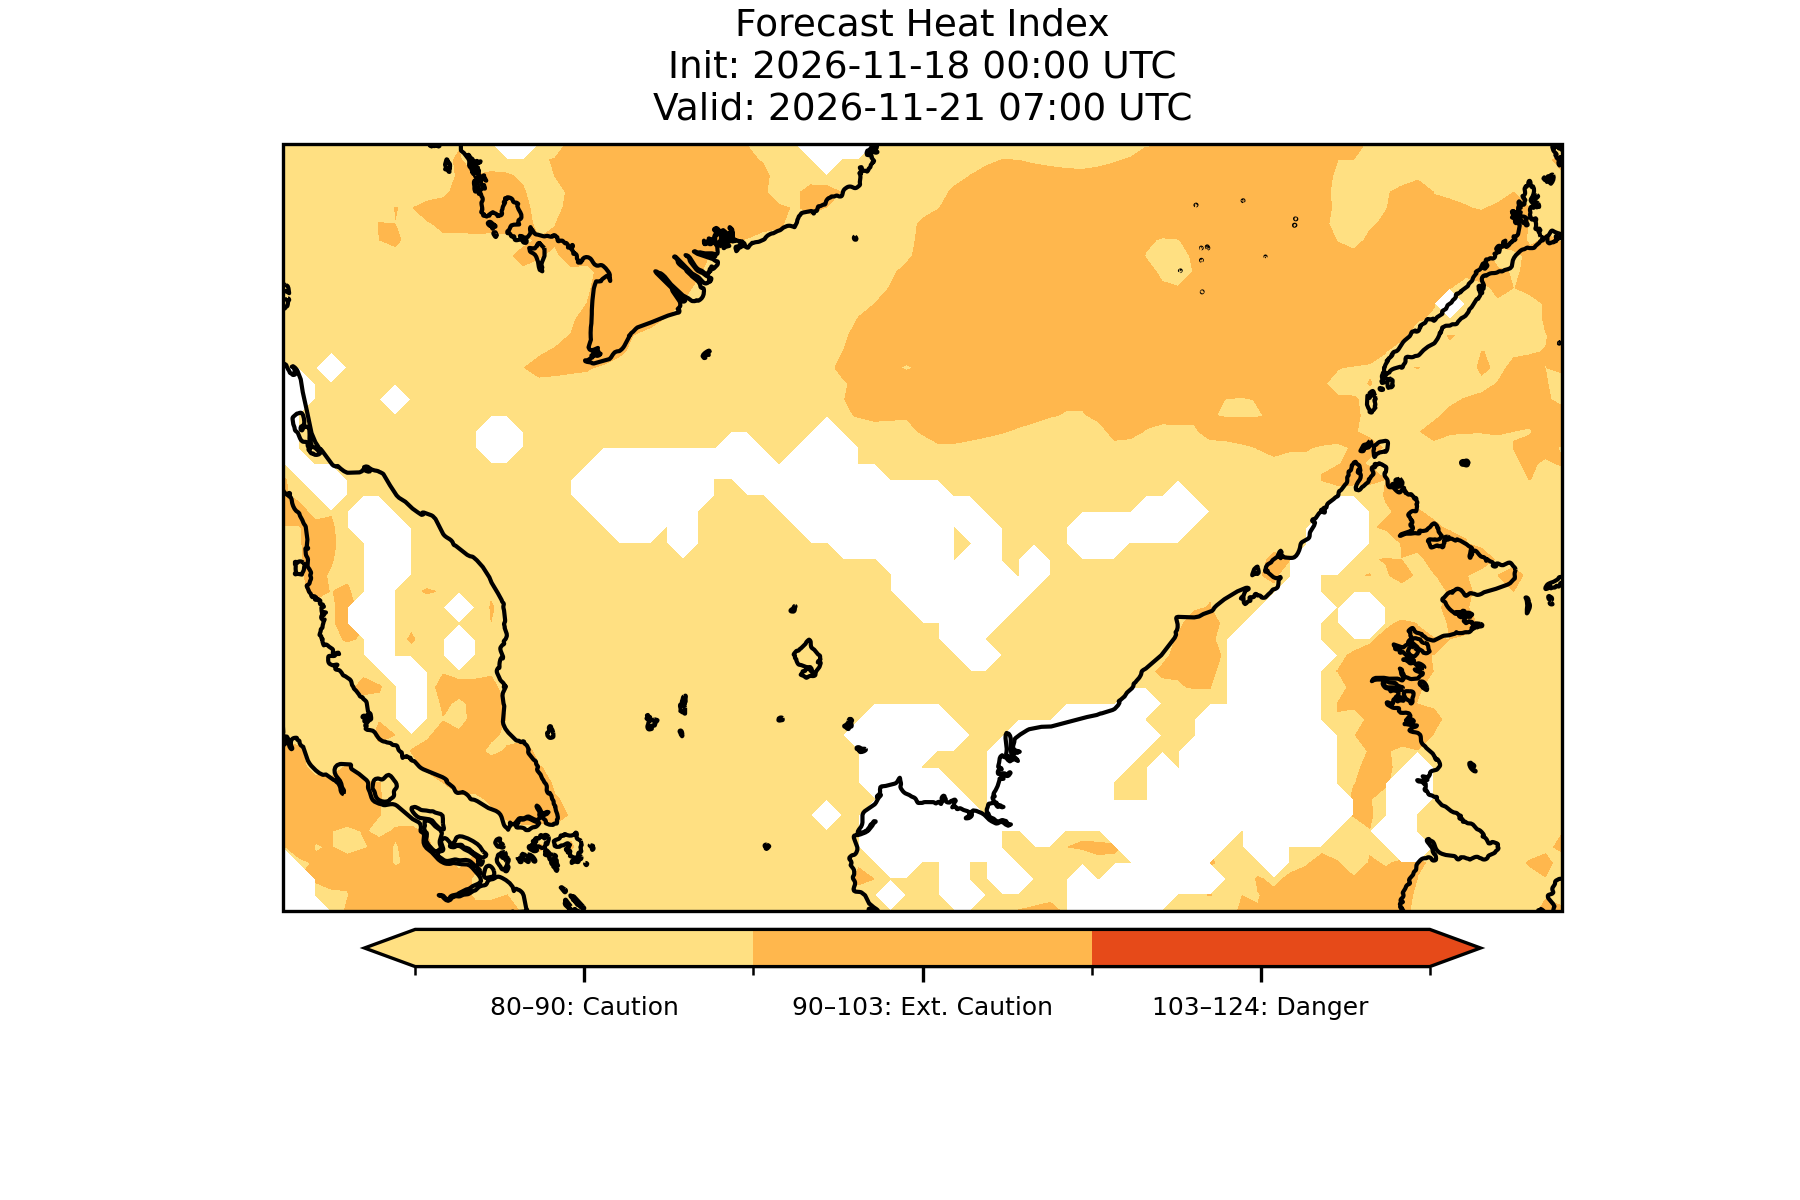 Forecast Heat Index
Init: 2026-11-18 00:00 UTC
Valid: 2026-11-21 07:00 UTC
80–90: Caution
90–103: Ext. Caution
103–124: Danger